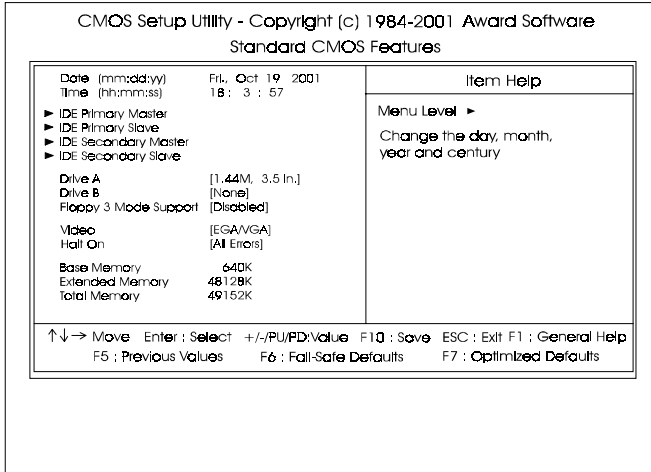 CMOS Setup Utility - Copyright (c) 1984-2001 Award Software
Standard CMOS Features
Date (mm:dd:yy) Fri., Oct 19 2001
Time (hh:mm:ss) 18 : 3 : 57
► IDE Primary Master
► IDE Primary Slave
► IDE Secondary Master
► IDE Secondary Slave
Drive A [1.44M, 3.5 in.]
Drive B [None]
Floppy 3 Mode Support [Disabled]
Video [EGA/VGA]
Halt On [All Errors]
Base Memory 640K
Extended Memory 48128K
Total Memory 49152K
Item Help
Menu Level ►
Change the day, month,
year and century
↑↓→ Move Enter : Select +/-/PU/PD:Value F10 : Save ESC : Exit F1 : General Help
F5 : Previous Values F6 : Fail-Safe Defaults F7 : Optimized Defaults